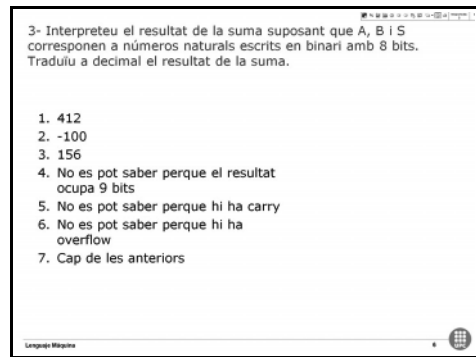 3- Interpreteu el resultat de la suma suposant que A, B i S
corresponen a números naturals escrits en binari amb 8 bits.
Traduïu a decimal el resultat de la suma.
1. 412
2. -100
3. 156
4. No es pot saber perque el resultat
ocupa 9 bits
5. No es pot saber perque hi ha carry
6. No es pot saber perque hi ha
overflow
7. Cap de les anteriors
Lenguaje Máquina
6
UPC